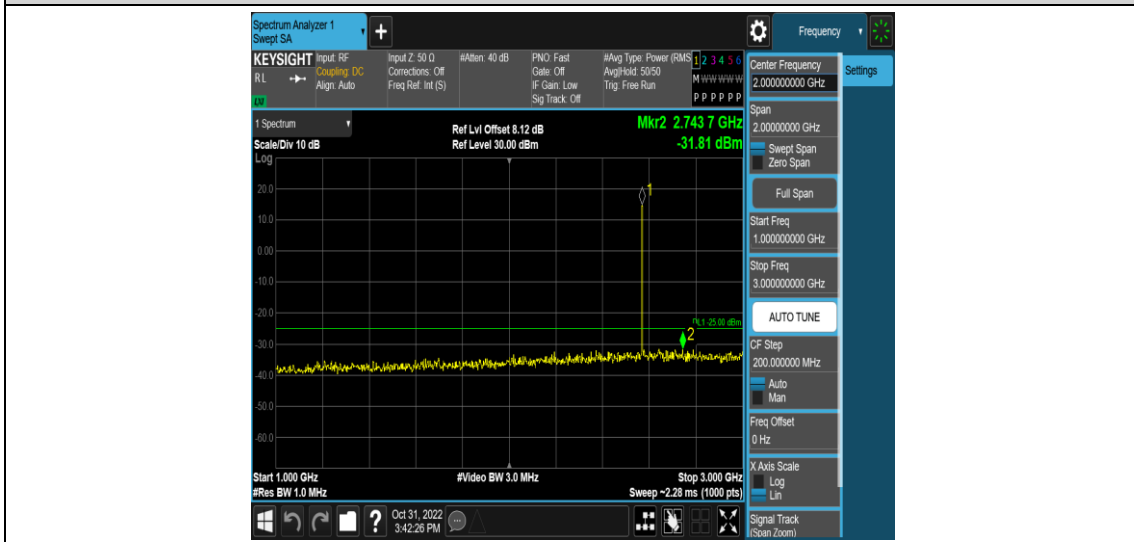 Spectrum Analyzer 1
Swept SA
+
Frequency
KEYSIGHT
RL
Input: RF
Coupling: DC
Align: Auto
Input Z: 50 Ω
Corrections: Off
Freq Ref: Int (S)
#Atten: 40 dB
PNO: Fast
Gate: Off
IF Gain: Low
Sig Track: Off
#Avg Type: Power (RMS
Avg|Hold: 50/50
Trig: Free Run
1 2 3 4 5 6
M W W W W W
P P P P P P
LXI
1 Spectrum
Scale/Div 10 dB
Log
Ref Lvl Offset 8.12 dB
Ref Level 30.00 dBm
Mkr2 2.743 7 GHz
-31.81 dBm
20.0
10.0
0.00
-10.0
-20.0
-30.0
-40.0
-50.0
-60.0
1
DL1 -25.00 dBm
2
Start 1.000 GHz
#Res BW 1.0 MHz
#Video BW 3.0 MHz
Stop 3.000 GHz
Sweep ~2.28 ms (1000 pts)
Center Frequency
2.000000000 GHz
Settings
Span
2.00000000 GHz
Swept Span
Zero Span
Full Span
Start Freq
1.000000000 GHz
Stop Freq
3.000000000 GHz
AUTO TUNE
CF Step
200.000000 MHz
Auto
Man
Freq Offset
0 Hz
X Axis Scale
Log
Lin
Signal Track
(Span Zoom)
?
Oct 31, 2022
3:42:26 PM